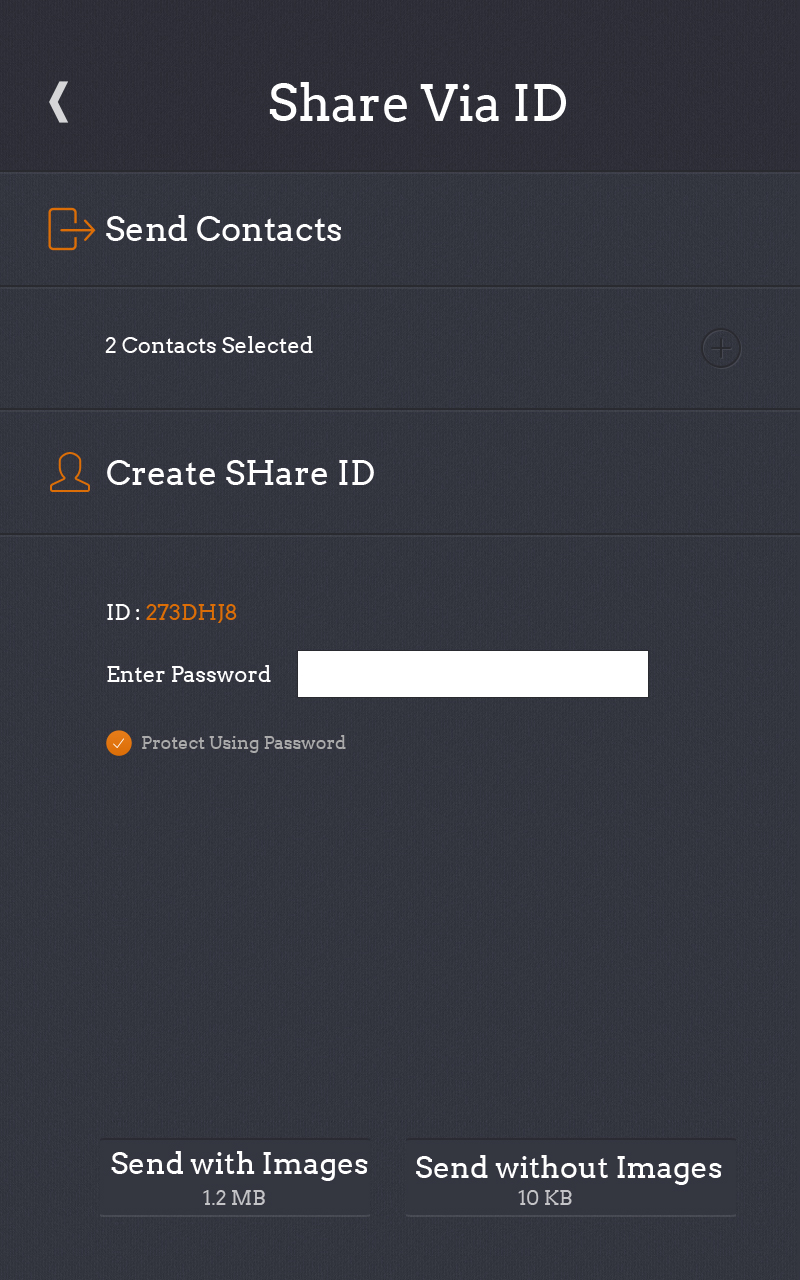 Share Via ID
Send Contacts
2 Contacts Selected
Create SHare ID
ID : 273DHJ8
Enter Password
Protect Using Password
Send with Images
1.2 MB
Send without Images
10 KB